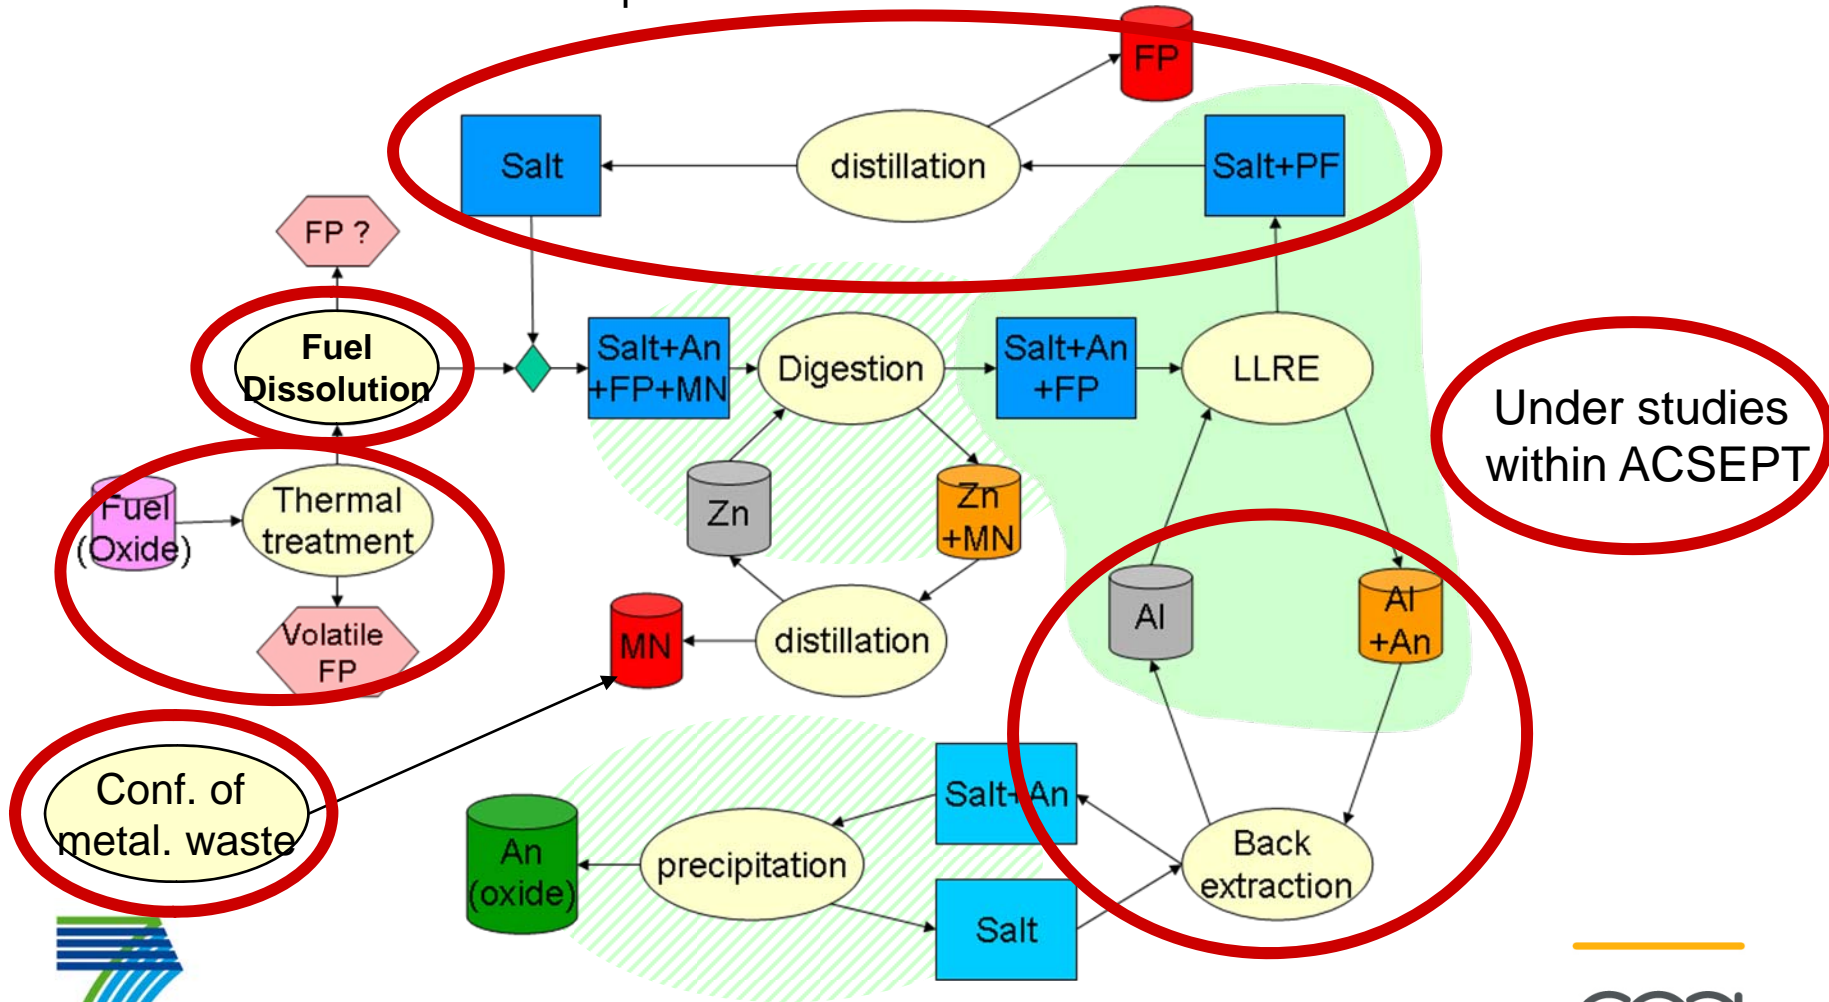 FP
Salt
distillation
Salt+PF
FP ?
Fuel
Dissolution
Salt+An
+FP+MN
Digestion
Salt+An
+FP
LLRE
Under studies
within ACSEPT
Fuel
(Oxide)
Thermal
treatment
Zn
Zn
+MN
Volatile
FP
MN
distillation
Al
Al
+An
Conf. of
metal. waste
An
(oxide)
precipitation
Salt+An
Salt
Back
extraction